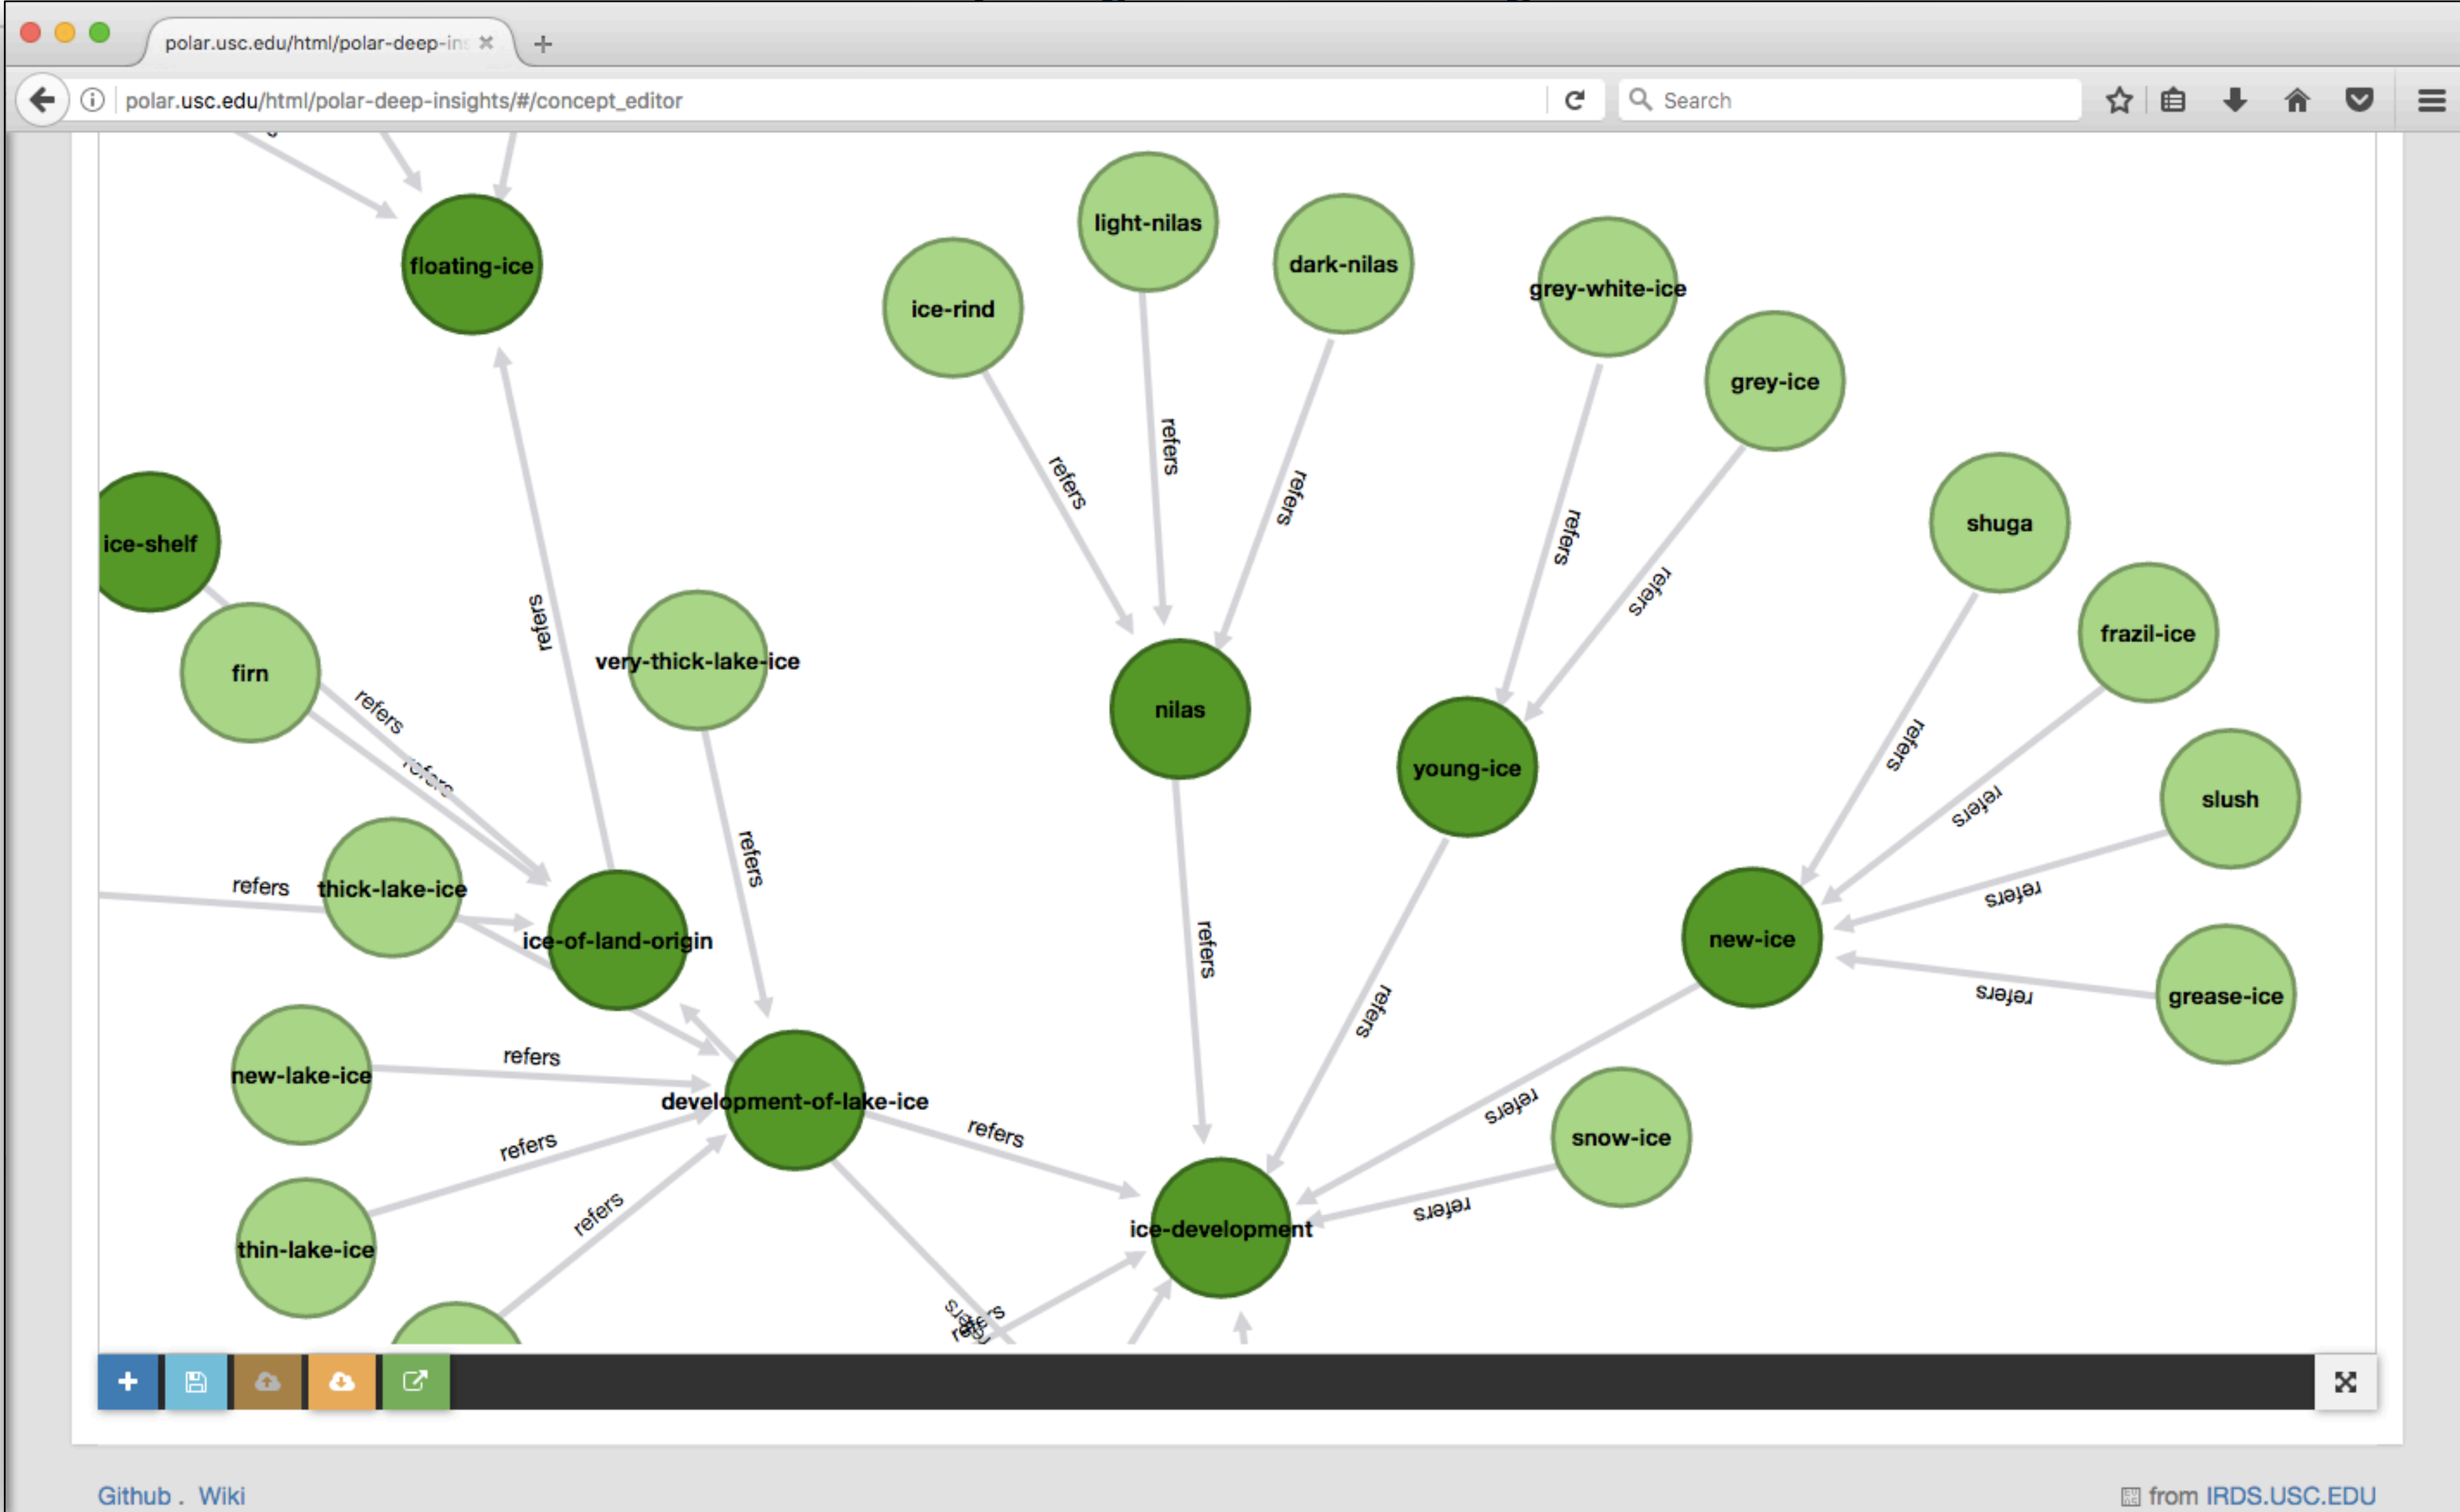 polar.usc.edu/html/polar-deep-ins
polar.usc.edu/html/polar-deep-insights/#/concept_editor
Search
light-nilas
floating-ice
dark-nilas
grey-white-ice
ice-rind
grey-ice
refers
refers
refers
shuga
ice-shelf
refers
refers
refers
frazil-ice
very-thick-lake-ice
firn
refers
nilas
refers
young-ice
refers
refers
slush
refers
thick-lake-ice
refers
refers
ice-of-land-origin
refers
new-ice
refers
grease-ice
refers
refers
new-lake-ice
refers
development-of-lake-ice
refers
refers
snow-ice
refers
refers
refers
thin-lake-ice
ice-development
refers
refers
Github . Wiki
from IRDS.USC.EDU